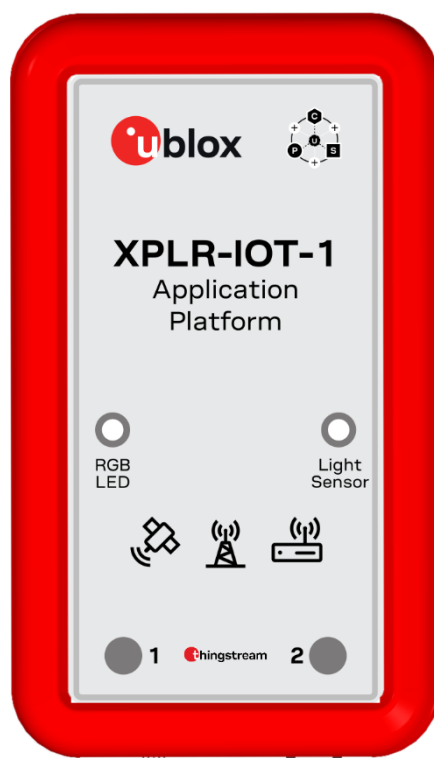 ublox
C
U
P
S
XPLR-IOT-1
Application
Platform
RGB
LED
Light
Sensor
1
thingstream
2